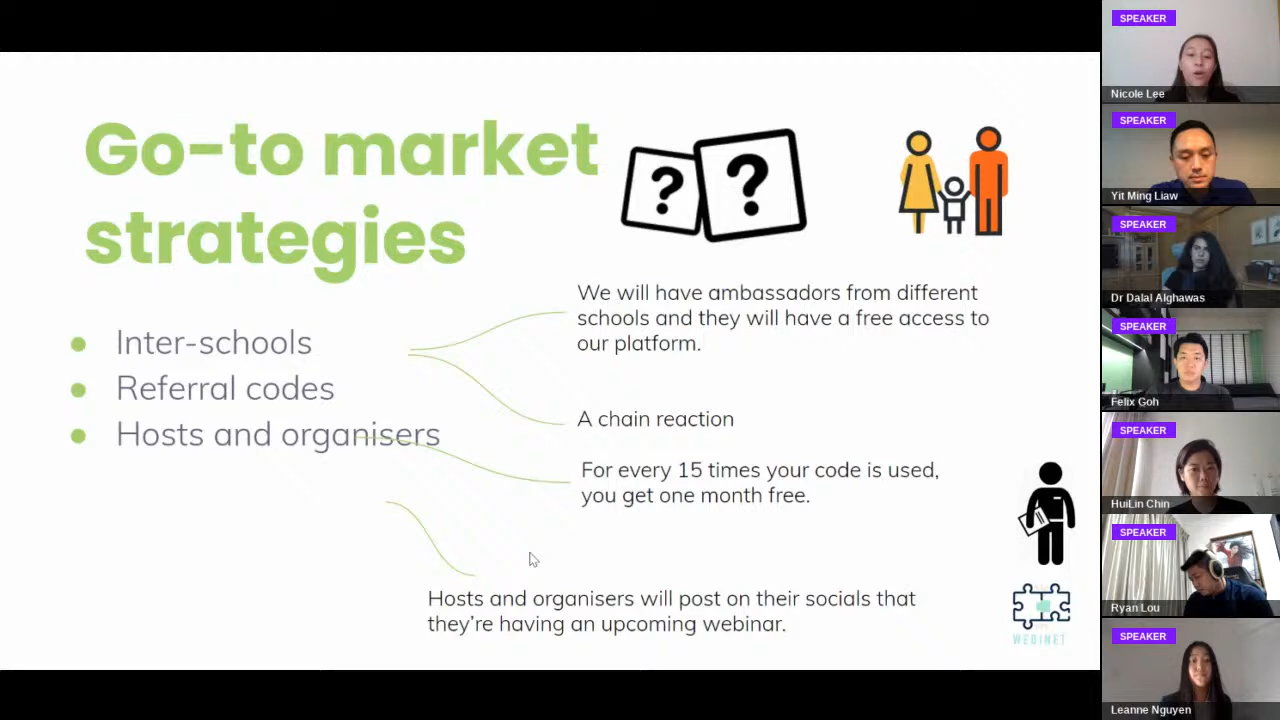 Go-to market
strategies
? ?
Inter-schools
Referral codes
Hosts and organisers
We will have ambassadors from different
schools and they will have a free access to
our platform.
A chain reaction
For every 15 times your code is used,
you get one month free.
Hosts and organisers will post on their socials that
they're having an upcoming webinar.
WEBINET
SPEAKER
Nicole Lee
SPEAKER
Yit Ming Liaw
SPEAKER
Dr Dalal Alghawas
SPEAKER
Felix Goh
SPEAKER
HuiLin Chin
SPEAKER
Ryan Lou
SPEAKER
Leanne Nguyen